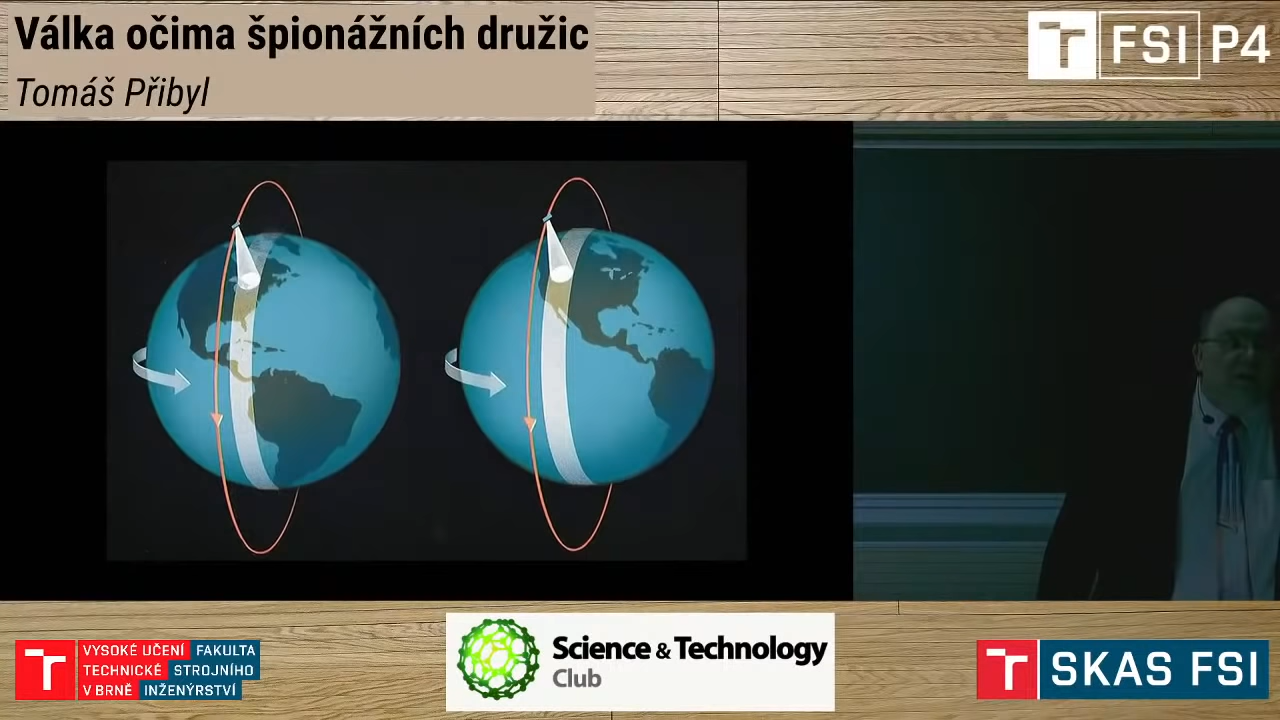 Válka očima špionážních družic
Tomáš Přibyl
FSI P4
VYSOKÉ UČENÍ FAKULTA
TECHNICKÉ STROJNÍHO
V BRNĚ INŽENÝRSTVÍ
Science & Technology
Club
SKAS FSI